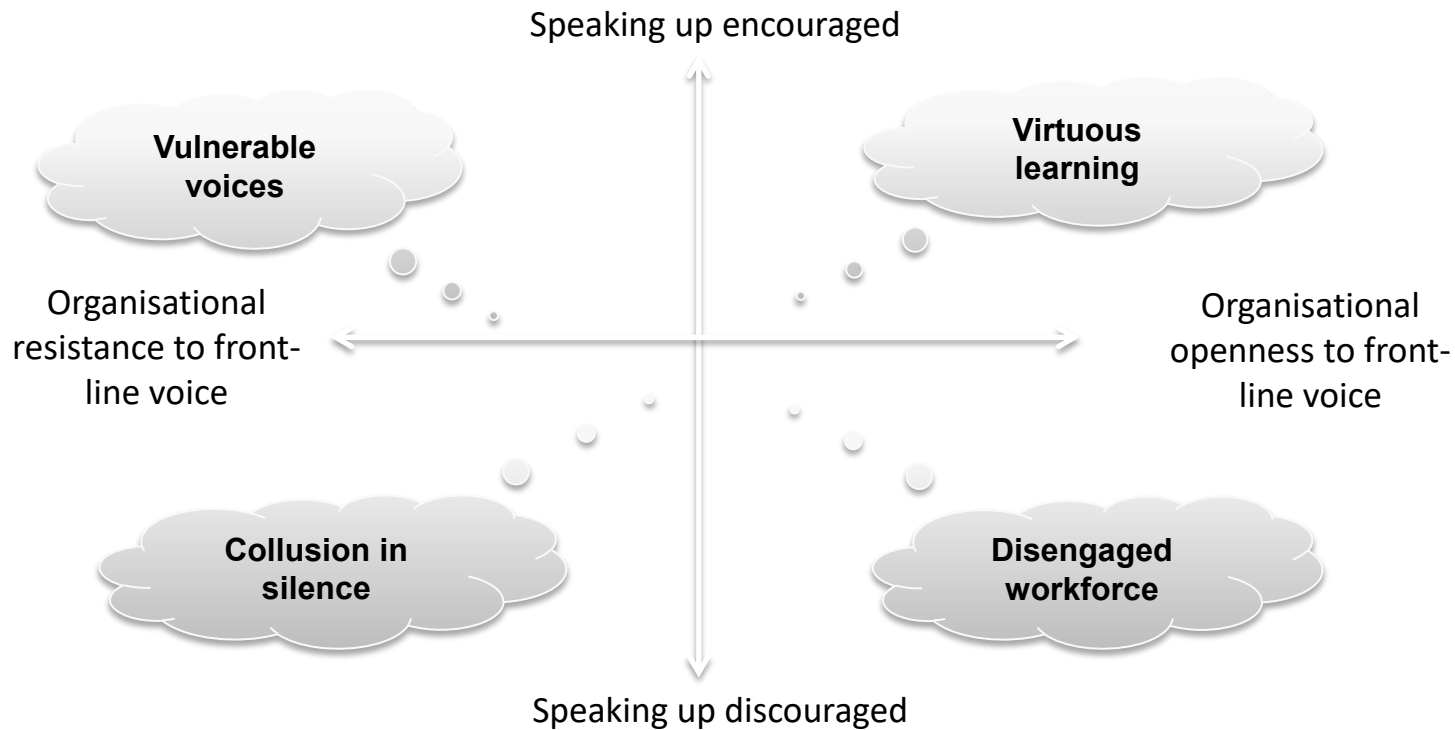 Speaking up encouraged
Vulnerable
voices
Virtuous
learning
Organisational
resistance to front-
line voice
Organisational
openness to front-
line voice
Collusion in
silence
Disengaged
workforce
Speaking up discouraged